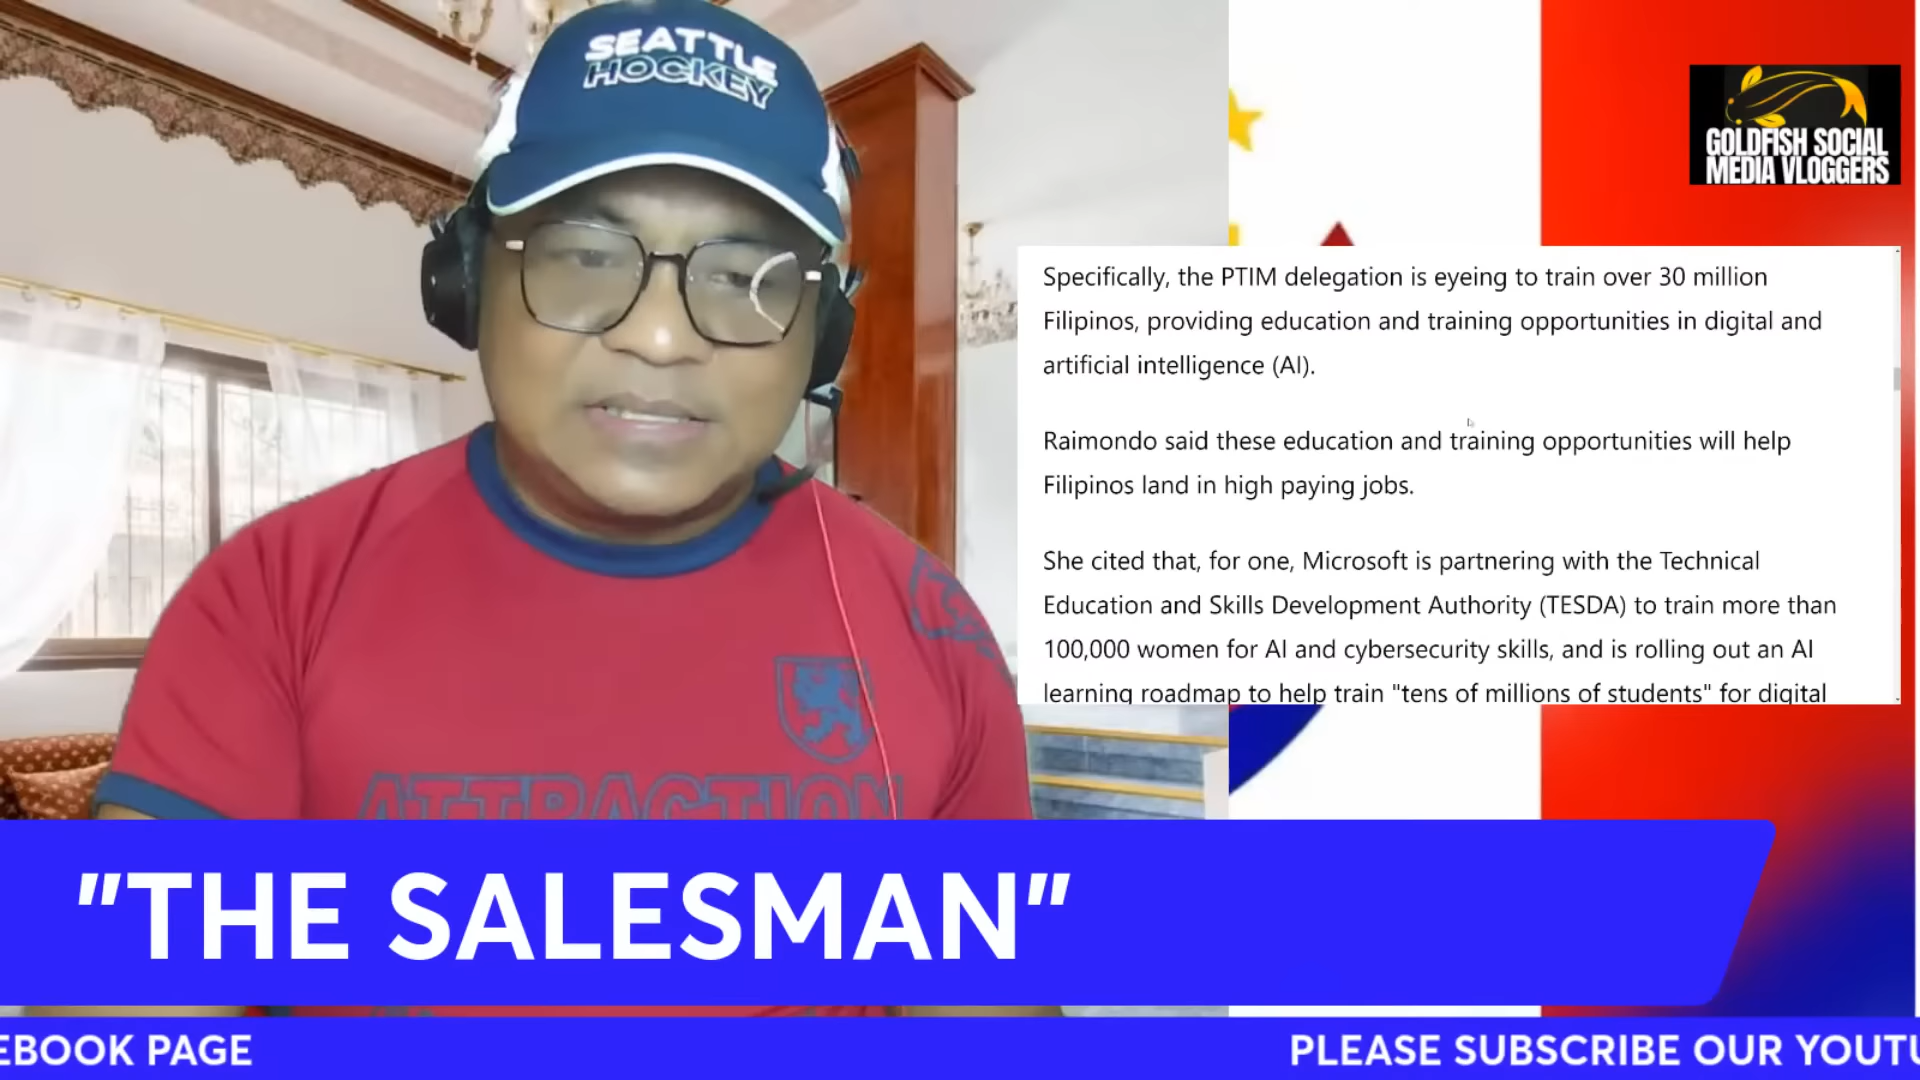 SEATTLE
HOCKEY
GOLDFISH SOCIAL
MEDIA VLOGGERS
Specifically, the PTIM delegation is eyeing to train over 30 million
Filipinos, providing education and training opportunities in digital and
artificial intelligence (AI).
Raimondo said these education and training opportunities will help
Filipinos land in high paying jobs.
She cited that, for one, Microsoft is partnering with the Technical
Education and Skills Development Authority (TESDA) to train more than
100,000 women for AI and cybersecurity skills, and is rolling out an AI
learning roadmap to help train "tens of millions of students" for digital
ATTRACTION
"THE SALESMAN"
EBOOK PAGE
PLEASE SUBSCRIBE OUR YOUTU